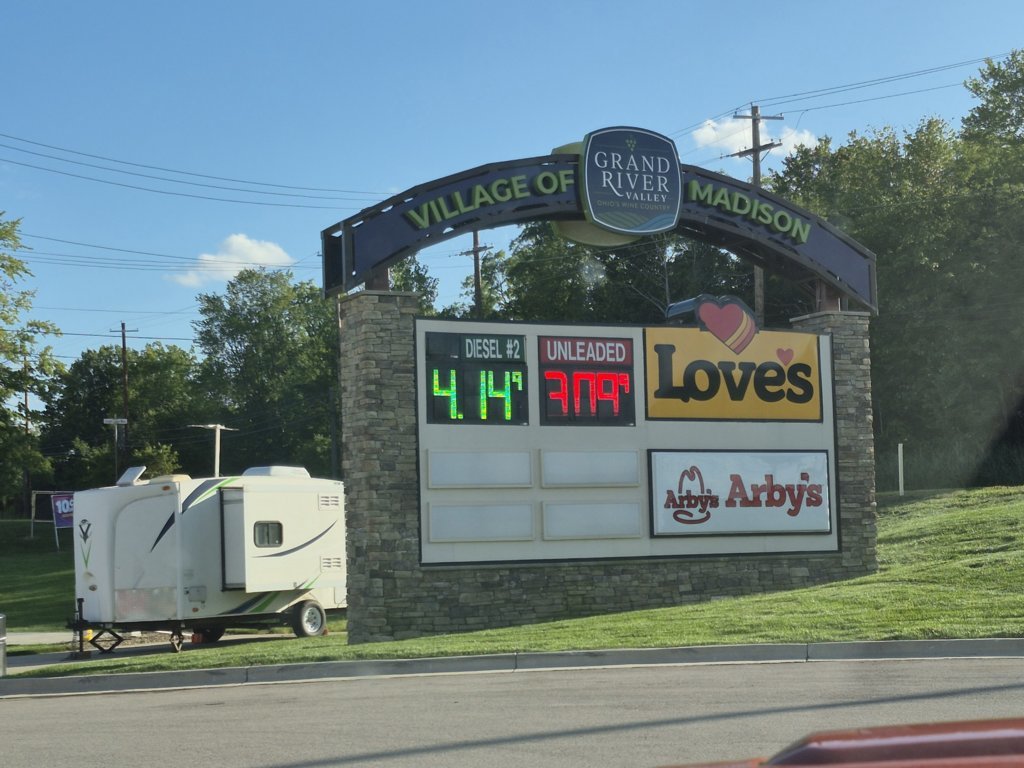 VILLAGE OF
GRAND
RIVER
VALLEY
OHIO'S WINE COUNTRY
MADISON
DIESEL #2
4.14⁹
UNLEADED
3.09⁹
Love's
Arby's
Arby's